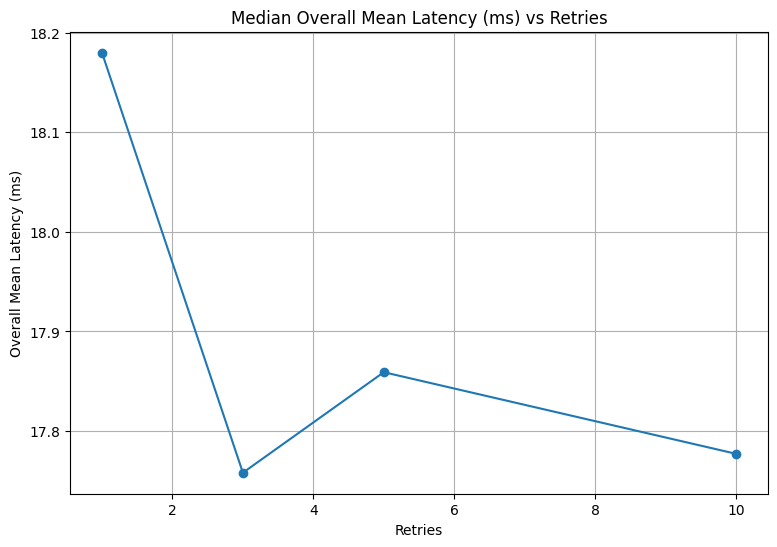 Median Overall Mean Latency (ms) vs Retries
18.2
18.1
18.0
17.9
17.8
Overall Mean Latency (ms)
2 4 6 8 10
Retries